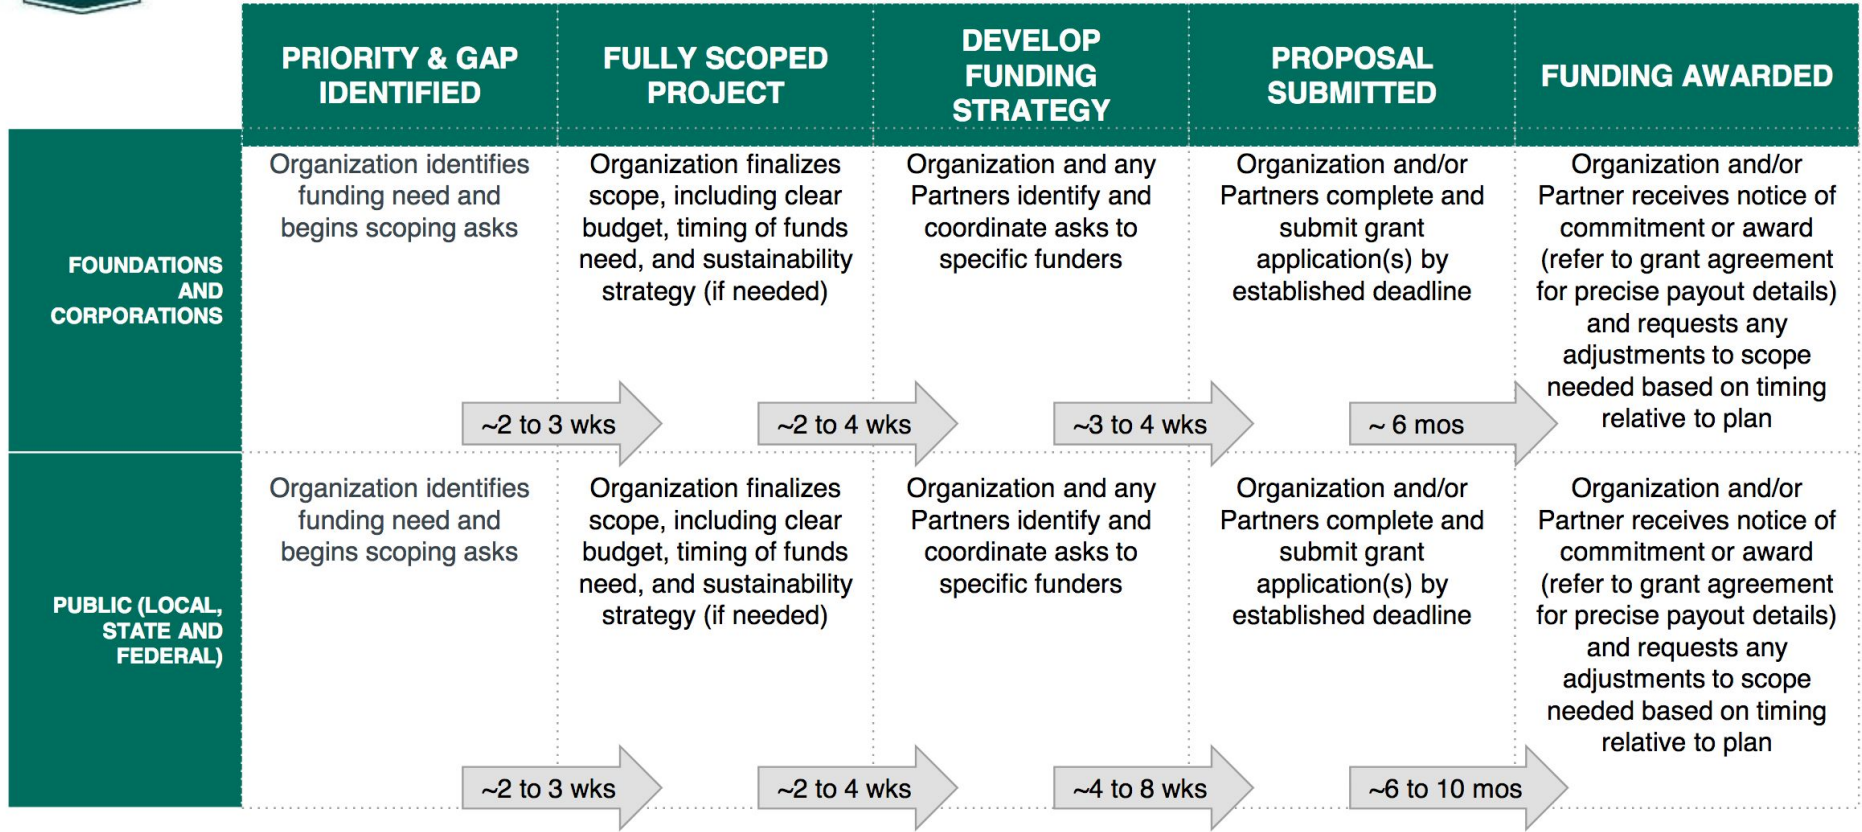 PRIORITY & GAP
IDENTIFIED
FULLY SCOPED
PROJECT
DEVELOP
FUNDING
STRATEGY
PROPOSAL
SUBMITTED
FUNDING AWARDED
FOUNDATIONS
AND
CORPORATIONS
Organization identifies
funding need and
begins scoping asks
Organization finalizes
scope, including clear
budget, timing of funds
need, and sustainability
strategy (if needed)
Organization and any
Partners identify and
coordinate asks to
specific funders
Organization and/or
Partners complete and
submit grant
application(s) by
established deadline
Organization and/or
Partner receives notice of
commitment or award
(refer to grant agreement
for precise payout details)
and requests any
adjustments to scope
needed based on timing
relative to plan
~2 to 3 wks
~2 to 4 wks
~3 to 4 wks
~ 6 mos
PUBLIC (LOCAL,
STATE AND
FEDERAL)
Organization identifies
funding need and
begins scoping asks
Organization finalizes
scope, including clear
budget, timing of funds
need, and sustainability
strategy (if needed)
Organization and any
Partners identify and
coordinate asks to
specific funders
Organization and/or
Partners complete and
submit grant
application(s) by
established deadline
Organization and/or
Partner receives notice of
commitment or award
(refer to grant agreement
for precise payout details)
and requests any
adjustments to scope
needed based on timing
relative to plan
~2 to 3 wks
~2 to 4 wks
~4 to 8 wks
~6 to 10 mos